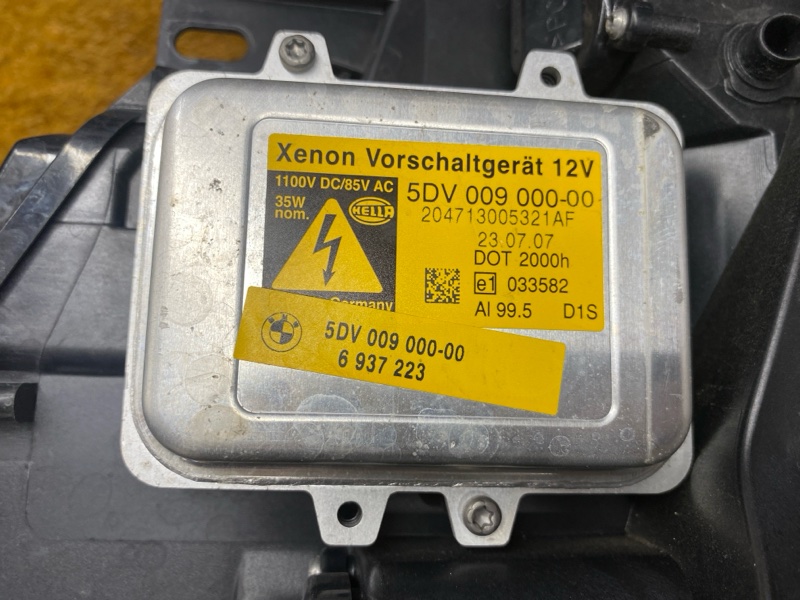 Xenon Vorschaltgerät 12V
1100V DC/85V AC
35W
nom.
HELLA
5DV 009 000-00
204713005321AF
23.07.07
DOT 2000h
e1 033582
Al 99.5 D1S
Germany
5DV 009 000-00
6 937 223